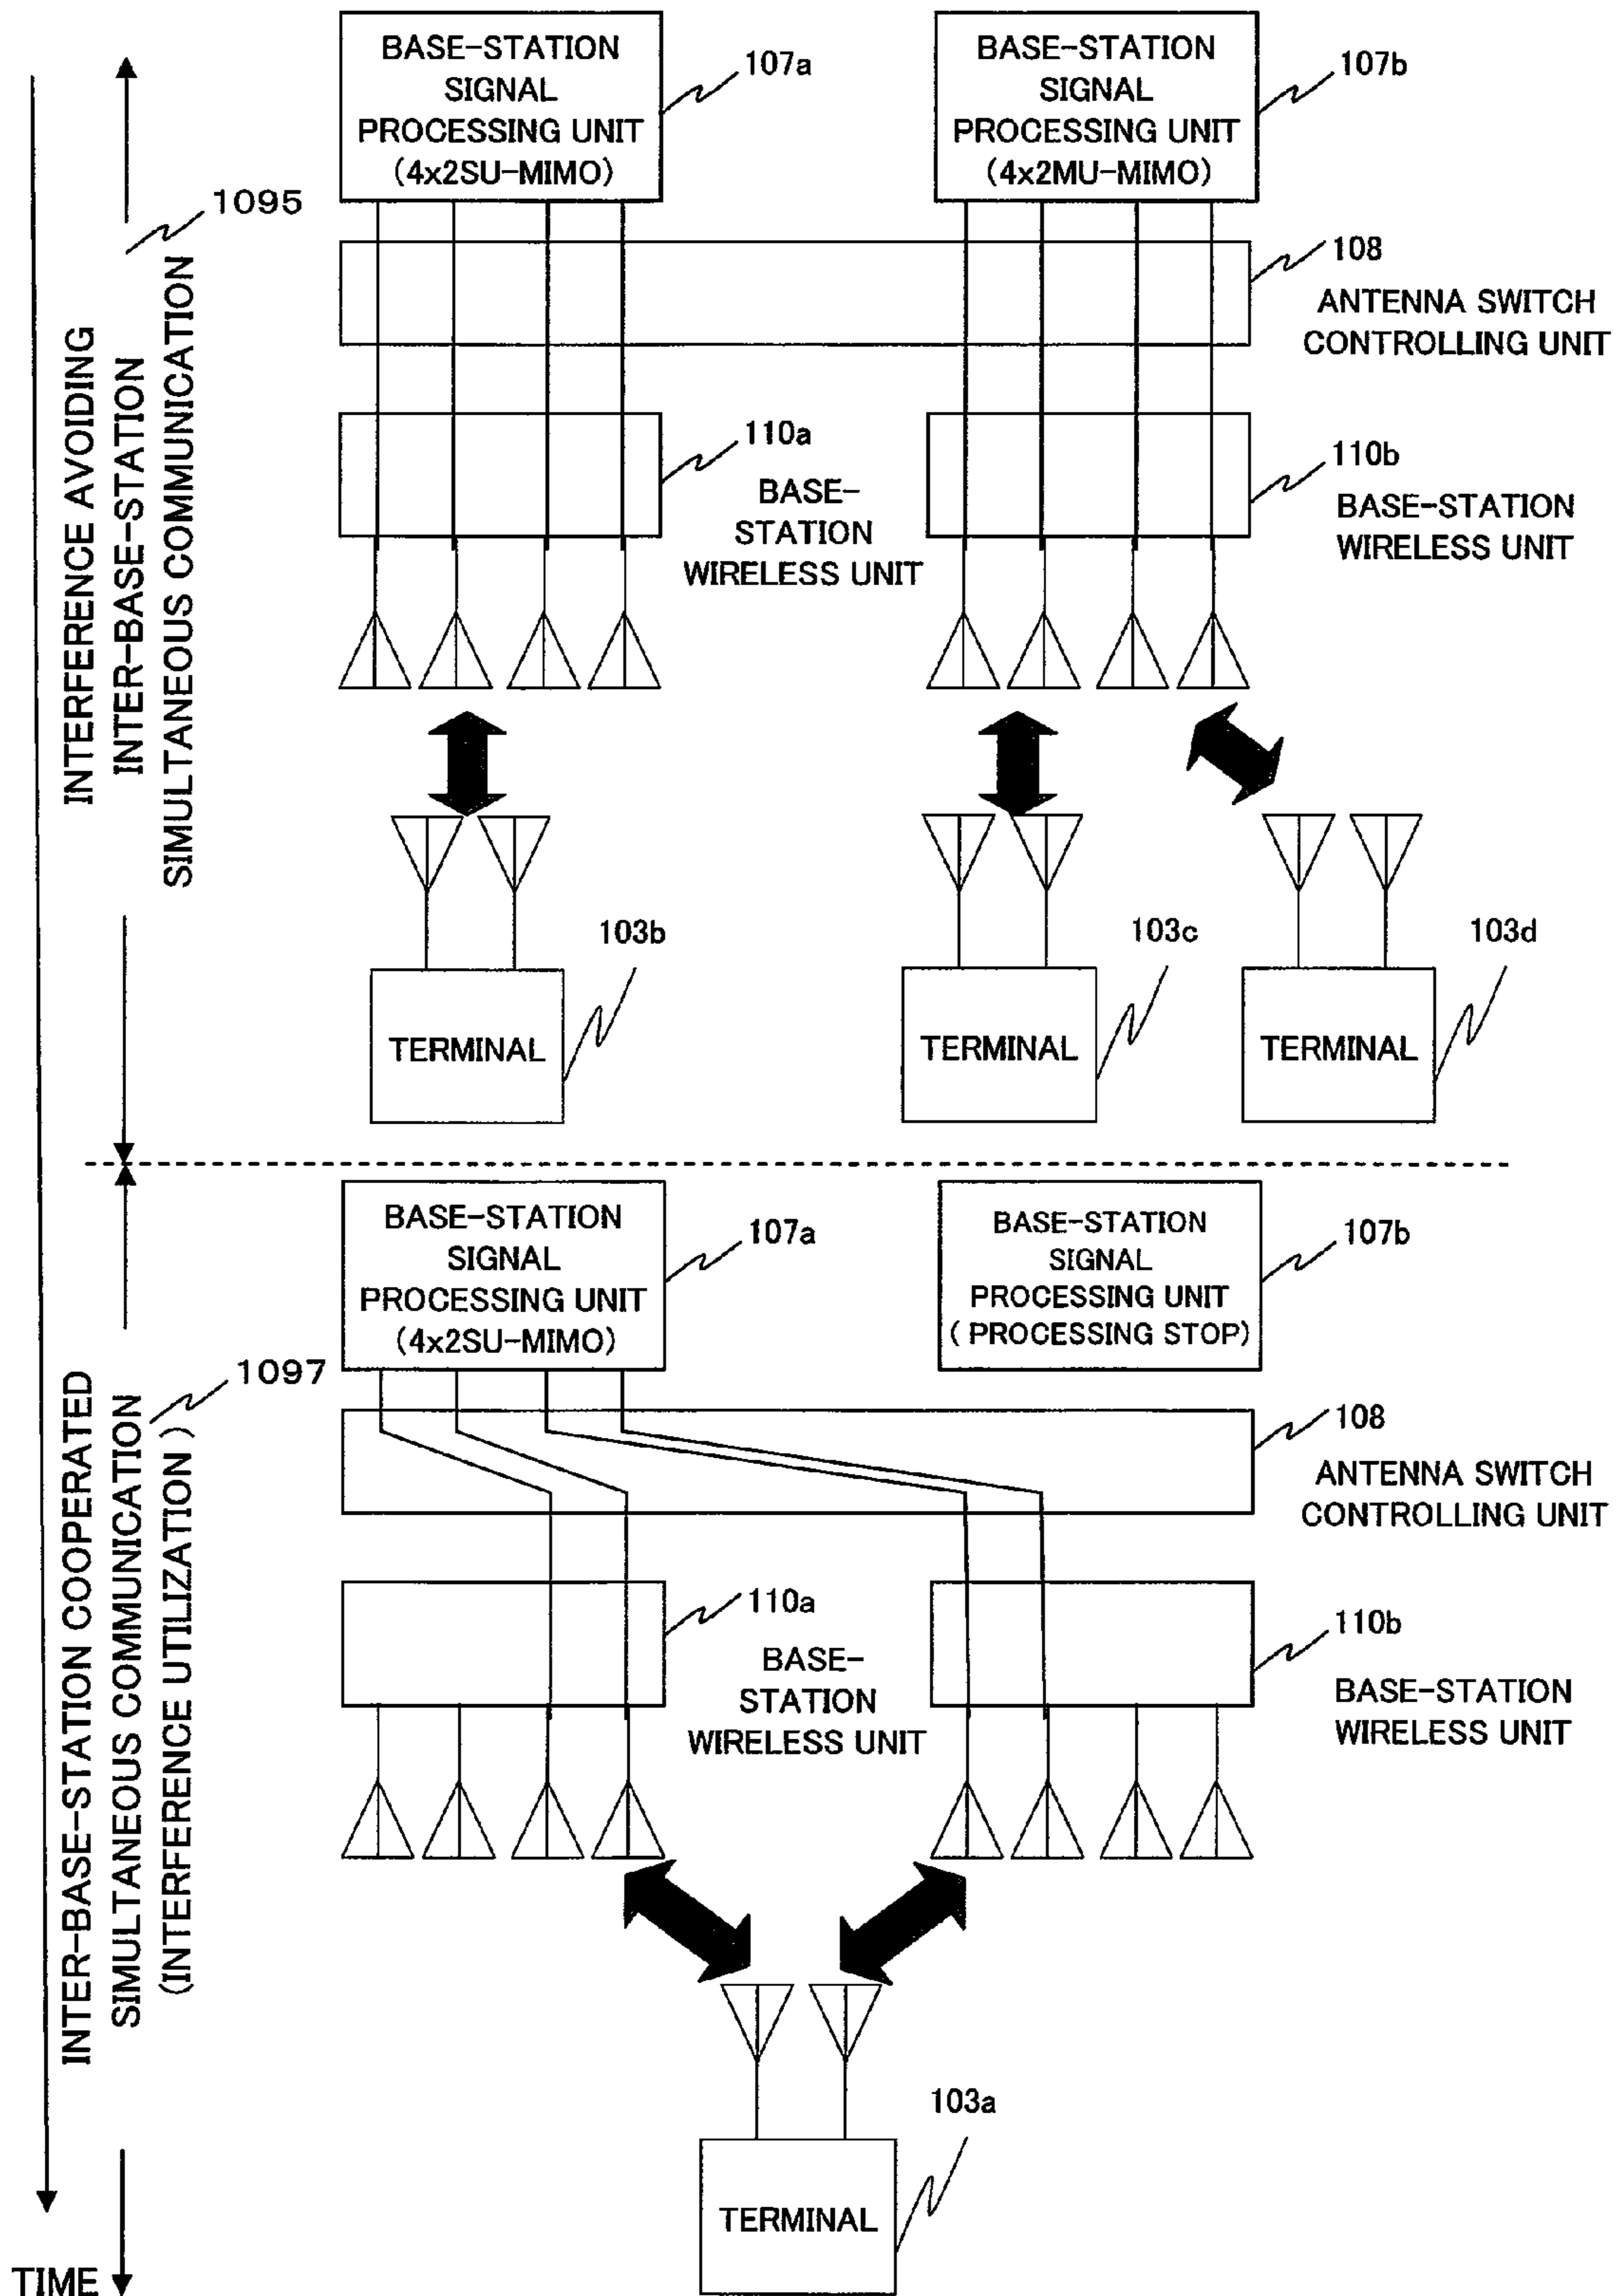 BASE-STATION
SIGNAL
PROCESSING UNIT
(4x2SU-MIMO)
107a
BASE-STATION
SIGNAL
PROCESSING UNIT
(4x2MU-MIMO)
107b
1095
INTERFERENCE AVOIDING
INTER-BASE-STATION
SIMULTANEOUS COMMUNICATION
108
ANTENNA SWITCH
CONTROLLING UNIT
110a
BASE-
STATION
WIRELESS UNIT
110b
BASE-STATION
WIRELESS UNIT
103b
TERMINAL
103c
TERMINAL
103d
TERMINAL
BASE-STATION
SIGNAL
PROCESSING UNIT
(4x2SU-MIMO)
107a
BASE-STATION
SIGNAL
PROCESSING UNIT
( PROCESSING STOP)
107b
1097
INTER-BASE-STATION COOPERATED
SIMULTANEOUS COMMUNICATION
(INTERFERENCE UTILIZATION )
108
ANTENNA SWITCH
CONTROLLING UNIT
110a
BASE-
STATION
WIRELESS UNIT
110b
BASE-STATION
WIRELESS UNIT
103a
TERMINAL
TIME